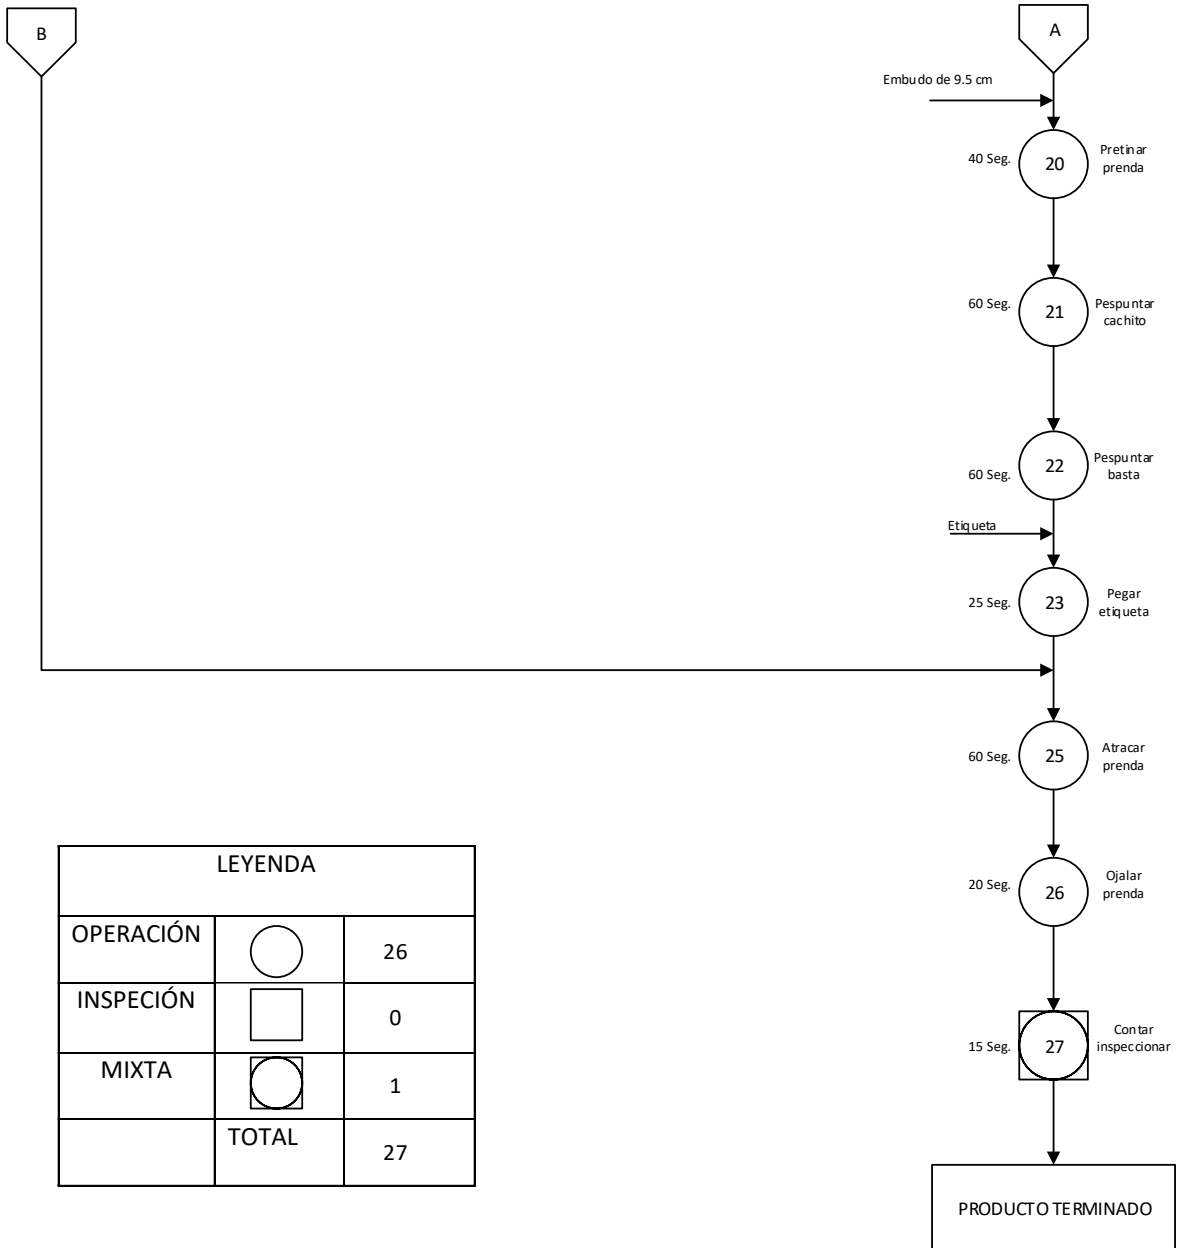 B
A
Embudo de 9.5 cm
40 Seg.
20
Pretinar
prenda
60 Seg.
21
Pespuntar
cachito
60 Seg.
22
Pespuntar
basta
Etiqueta
25 Seg.
23
Pegar
etiqueta
60 Seg.
25
Atracar
prenda
20 Seg.
26
Ojalar
prenda
15 Seg.
27
Contar
inspeccionar
PRODUCTO TERMINADO
LEYENDA
OPERACIÓN 26
INSPECIÓN 0
MIXTA 1
TOTAL 27